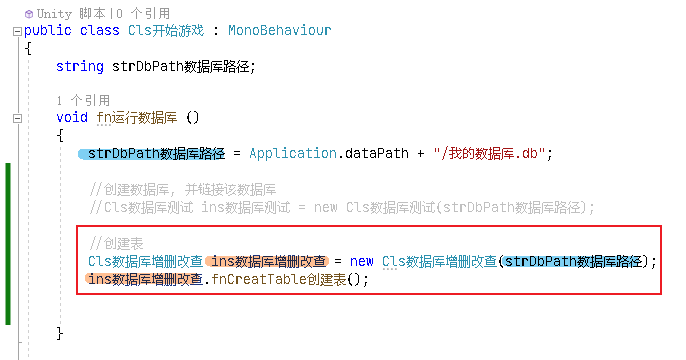 Unity 脚本|0 个引用
public class Cls开始游戏 : MonoBehaviour
{
string strDbPath数据库路径;
1 个引用
void fn运行数据库 ()
{
strDbPath数据库路径 = Application.dataPath + "/我的数据库.db";
//创建数据库, 并链接该数据库
//Cls数据库测试 ins数据库测试 = new Cls数据库测试(strDbPath数据库路径);
//创建表
Cls数据库增删改查 ins数据库增删改查 = new Cls数据库增删改查(strDbPath数据库路径);
ins数据库增删改查.fnCreatTable创建表();
}